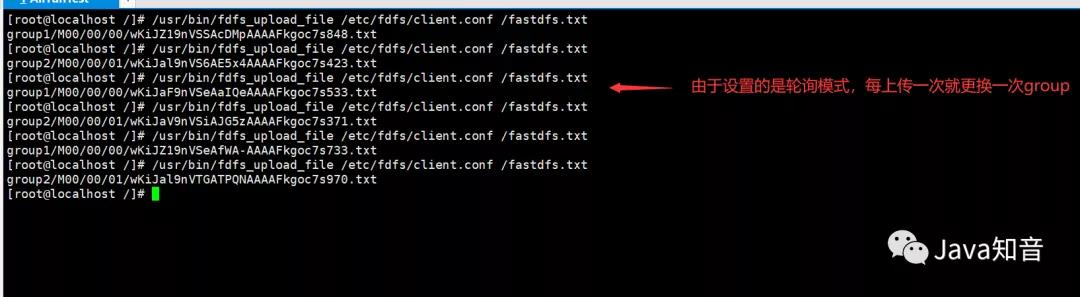 [root@localhost /]# /usr/bin/fdfs_upload_file /etc/fdfs/client.conf /fastdfs.txt
group1/M00/00/00/wKiJZ19nVSSAcDMpAAAAFkgoc7s848.txt
[root@localhost /]# /usr/bin/fdfs_upload_file /etc/fdfs/client.conf /fastdfs.txt
group2/M00/00/01/wKiJal9nVS6AE5x4AAAAFkgoc7s423.txt
[root@localhost /]# /usr/bin/fdfs_upload_file /etc/fdfs/client.conf /fastdfs.txt
group1/M00/00/01/wKiJaF9nVSeAaIQeAAAAFkgoc7s533.txt
由于设置的是轮询模式，每上传一次就更换一次group
[root@localhost /]# /usr/bin/fdfs_upload_file /etc/fdfs/client.conf /fastdfs.txt
group2/M00/00/01/wKiJaV9nVSiAJG5zAAAAFkgoc7s371.txt
[root@localhost /]# /usr/bin/fdfs_upload_file /etc/fdfs/client.conf /fastdfs.txt
group1/M00/00/00/wKiJZ19nVSeAfWA-AAAAFkgoc7s733.txt
[root@localhost /]# /usr/bin/fdfs_upload_file /etc/fdfs/client.conf /fastdfs.txt
group2/M00/00/01/wKiJal9nVTGATPQNAAAAFkgoc7s970.txt
[root@localhost /]#
Java知音